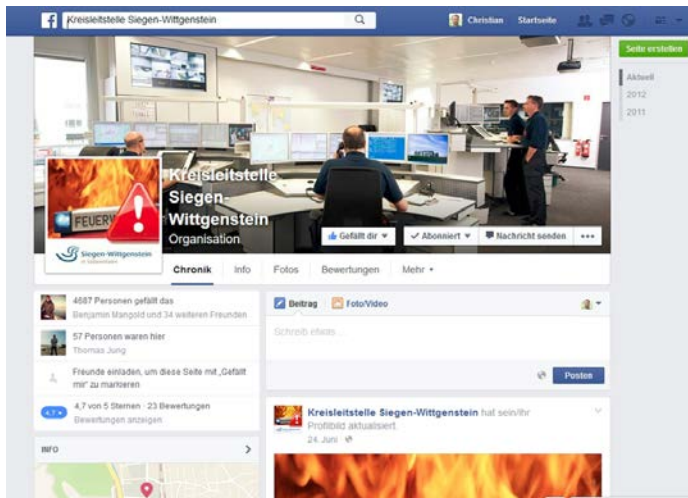 Kreisleitstelle Siegen-Wittgenstein
Christian
Startseite
Seite erstellen
Aktuell
2012
2011
FEUERW
Siegen-Wittgenstein
Kreisleitstelle
Siegen-
Wittgenstein
Organisation
Gefällt dir
Abonniert
Nachricht senden
Chronik
Info
Fotos
Bewertungen
Mehr
4687 Personen gefällt das
Benjamin Mangold und 34 weiteren Freunden
57 Personen waren hier
Thomas Jung
Freunde einladen, um diese Seite mit „Gefällt
mir“ zu markieren
4,7
4,7 von 5 Sternen · 23 Bewertungen
Bewertungen anzeigen
INFO
Beitrag
Foto/Video
Schreib etwas ...
Posten
Kreisleitstelle Siegen-Wittgenstein hat sein/ihr
Profilbild aktualisiert.
24. Juni